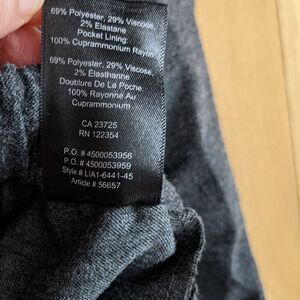 69% Polyester, 29% Viscose,
2% Elastane
Pocket Lining
100% Cuprammonium Rayon
69% Polyester, 29% Viscose,
2% Élasthanne
Doublure De La Poche
100% Rayonne Au
Cuprammonium
CA 23725
RN 122354
P.O. # 4500053956
P.O. # 4500053959
Style # LIA1-6441-45
Article # 56657